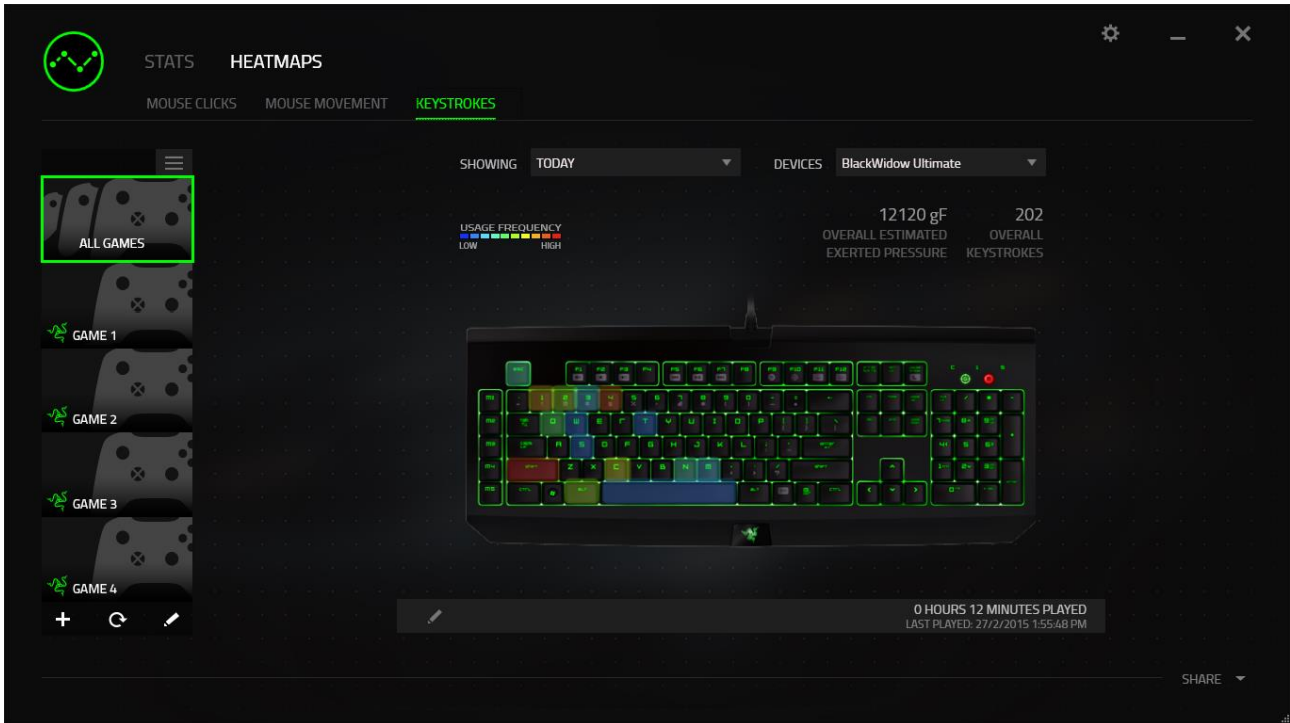 STATS HEATMAPS
MOUSE CLICKS MOUSE MOVEMENT KEYSTROKES
SHOWING TODAY DEVICES BlackWidow Ultimate
12120 gF 202
USAGE FREQUENCY
OVERALL ESTIMATED OVERALL
LOW HIGH
EXERTED PRESSURE KEYSTROKES
ALL GAMES
GAME 1
GAME 2
GAME 3
GAME 4
0 HOURS 12 MINUTES PLAYED
LAST PLAYED: 27/2/2015 1:55:48 PM
SHARE